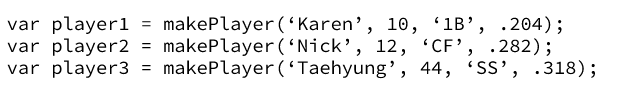 var player1 = makePlayer(‘Karen’, 10, ‘1B’, .204);
var player2 = makePlayer(‘Nick’, 12, ‘CF’, .282);
var player3 = makePlayer(‘Taehyung’, 44, ‘SS’, .318);